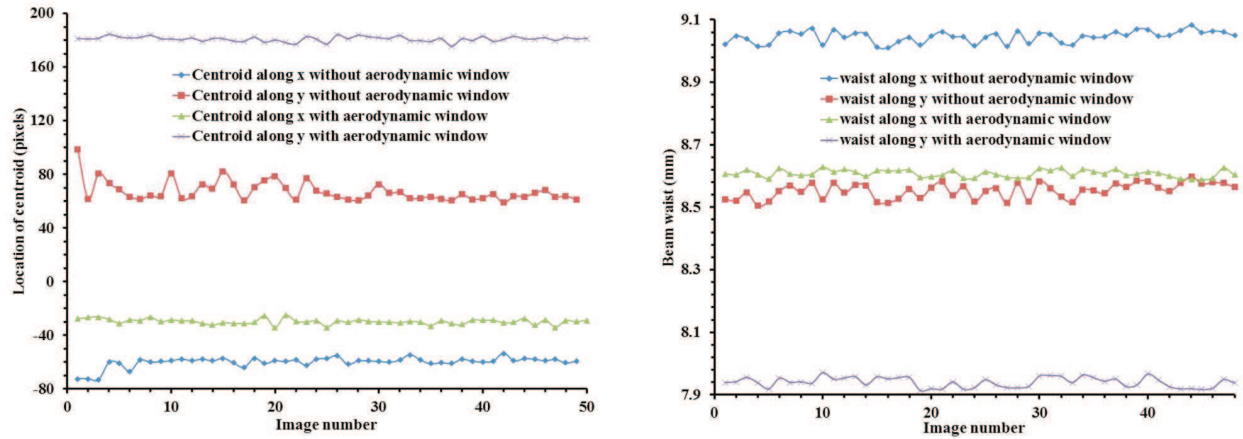 200
160
120
80
40
0
-40
-80
Location of centroid (pixels)
Centroid along x without aerodynamic window
Centroid along y without aerodynamic window
Centroid along x with aerodynamic window
Centroid along y with aerodynamic window
0 10 20 30 40 50
Image number
9.1
8.9
8.7
8.5
8.3
8.1
7.9
Beam waist (mm)
waist along x without aerodynamic window
waist along y without aerodynamic window
waist along x with aerodynamic window
waist along y with aerodynamic window
0 10 20 30 40
Image number